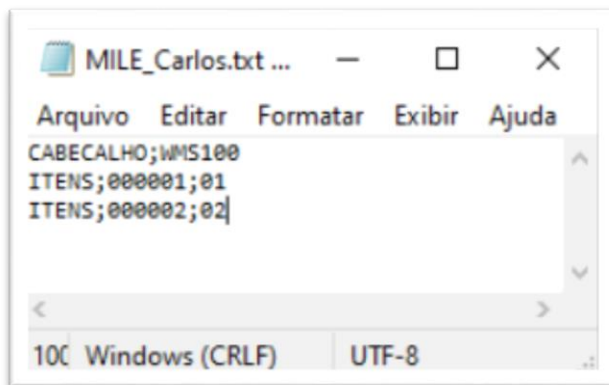 MILE_Carlos.txt ...
Arquivo Editar Formatar Exibir Ajuda
CABECALHO;WMS100
ITENS;000001;01
ITENS;000002;02
100 Windows (CRLF) UTF-8